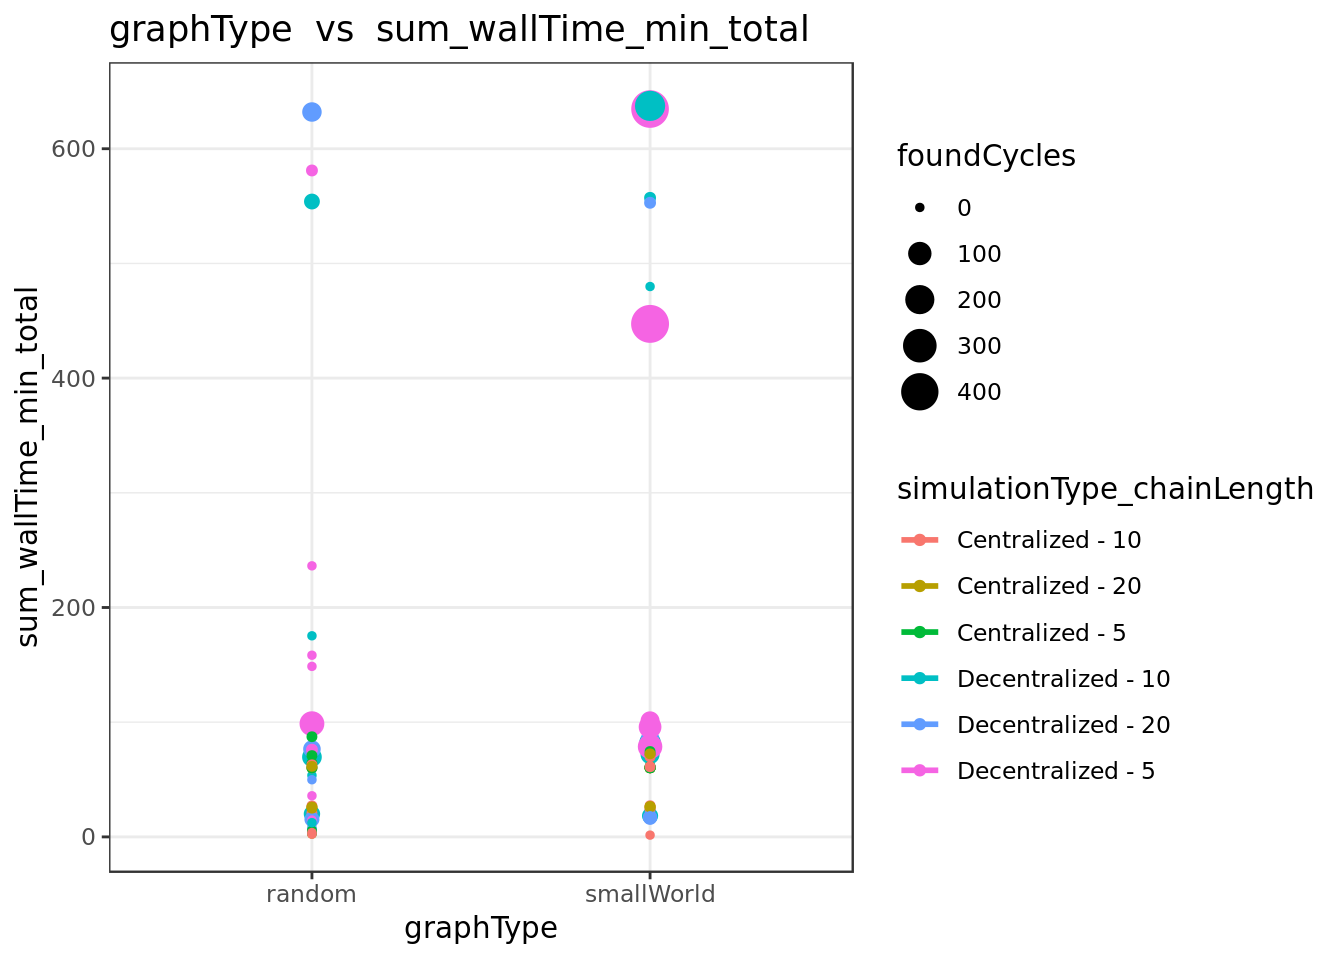 graphType vs sum_wallTime_min_total
sum_wallTime_min_total
600
400
200
0
random
smallWorld
graphType
foundCycles
0
100
200
300
400
simulationType_chainLength
Centralized - 10
Centralized - 20
Centralized - 5
Decentralized - 10
Decentralized - 20
Decentralized - 5